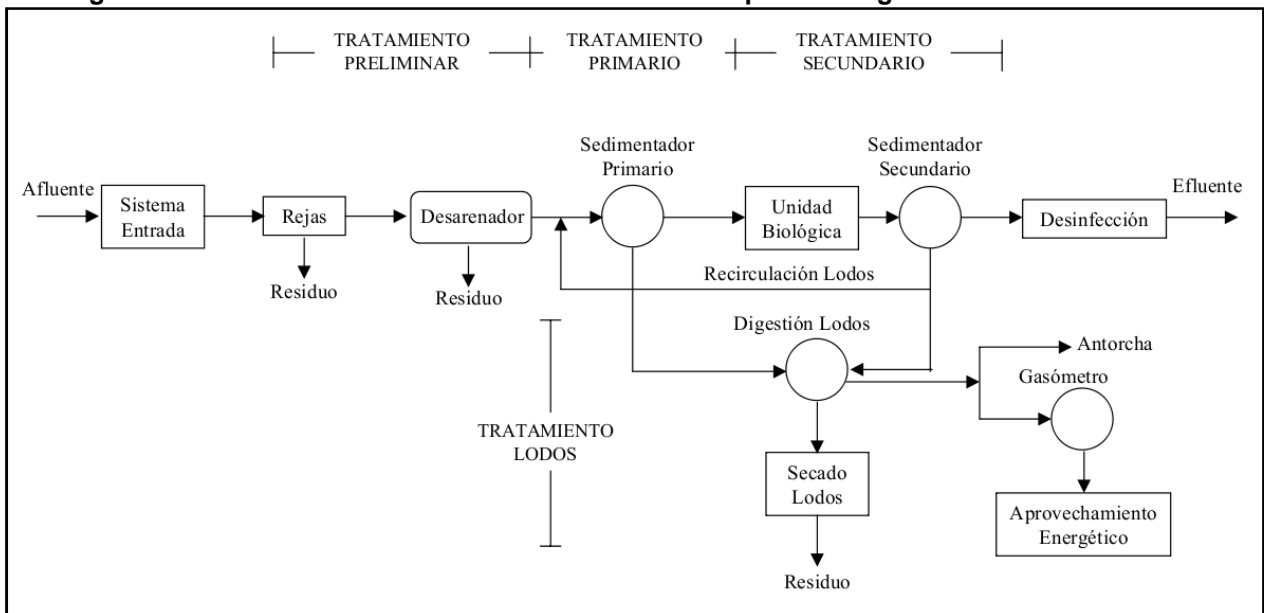 TRATAMIENTO
PRELIMINAR
TRATAMIENTO
PRIMARIO
TRATAMIENTO
SECUNDARIO
Afluente
Sistema
Entrada
Rejas
Residuo
Desarenador
Residuo
Sedimentador
Primario
Unidad
Biológica
Sedimentador
Secundario
Desinfección
Efluente
Recirculación Lodos
Digestión Lodos
Antorcha
Gasómetro
TRATAMIENTO
LODOS
Secado
Lodos
Aprovechamiento
Energético
Residuo